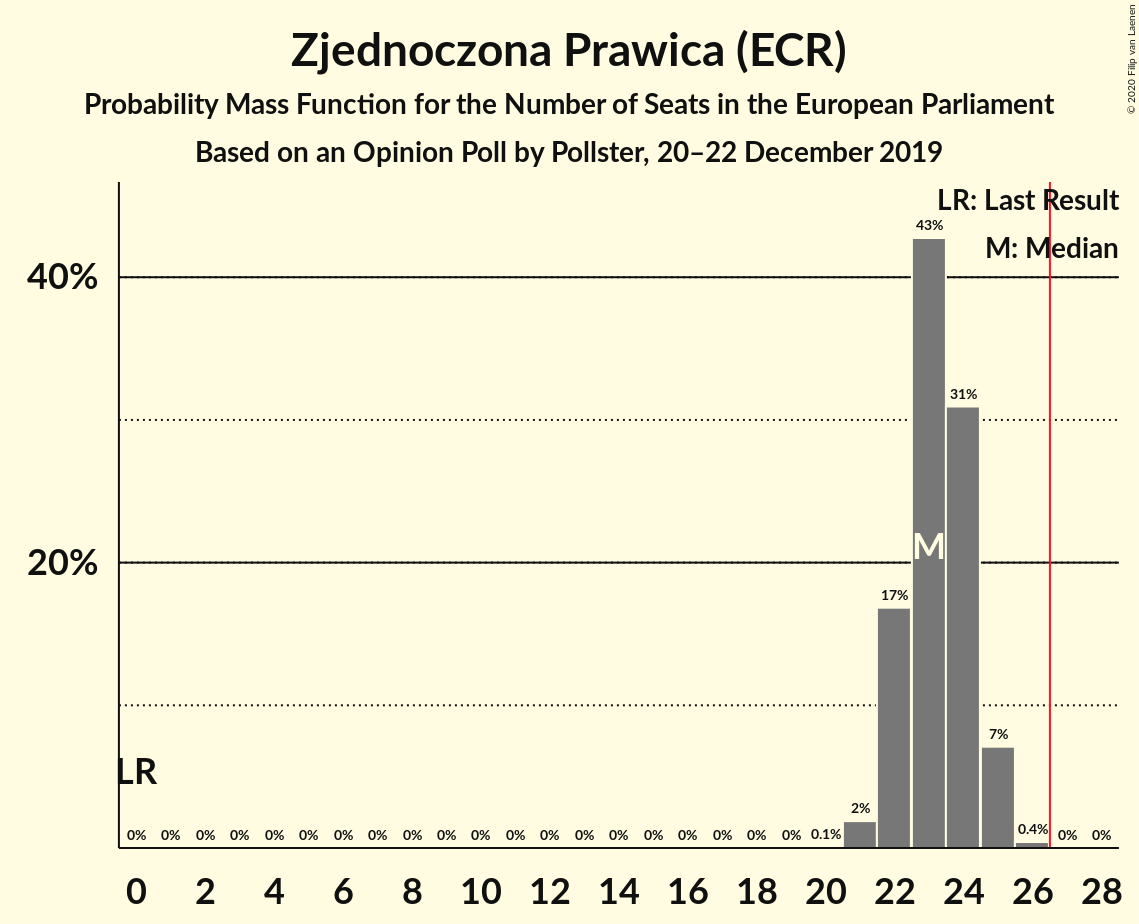 Zjednoczona Prawica (ECR)
Probability Mass Function for the Number of Seats in the European Parliament
Based on an Opinion Poll by Pollster, 20–22 December 2019
© 2020 Filip van Laenen
LR: Last Result
M: Median
43%
40%
31%
20%
M
17%
7%
LR
2%
0% 0% 0% 0% 0% 0% 0% 0% 0% 0% 0% 0% 0% 0% 0% 0% 0% 0% 0% 0% 0.1% 0.4% 0% 0%
0 2 4 6 8 10 12 14 16 18 20 22 24 26 28